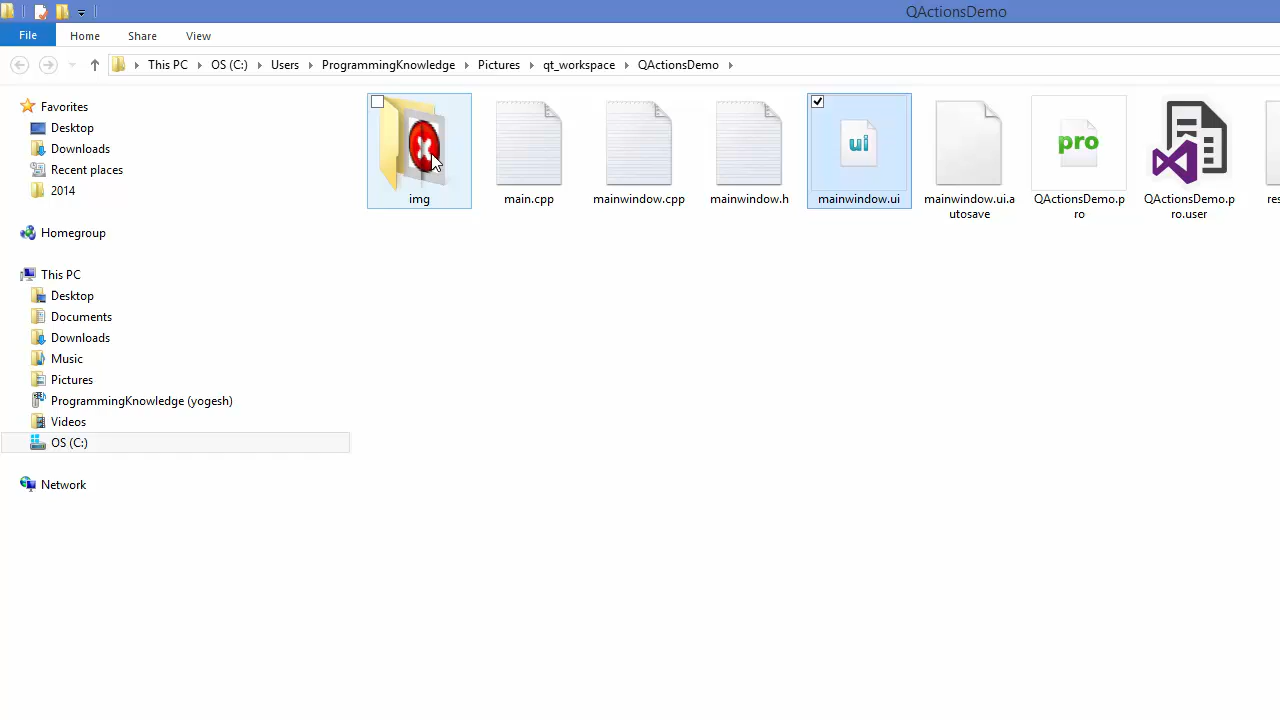 QActionsDemo
File Home Share View
This PC OS (C:) Users ProgrammingKnowledge Pictures qt_workspace QActionsDemo
Favorites
Desktop
Downloads
Recent places
2014
Homegroup
This PC
Desktop
Documents
Downloads
Music
Pictures
ProgrammingKnowledge (yogesh)
Videos
OS (C:)
Network
ui
pro
img
main.cpp
mainwindow.cpp
mainwindow.h
mainwindow.ui
mainwindow.ui.a
utosave
QActionsDemo.p
ro
QActionsDemo.p
ro.user
res